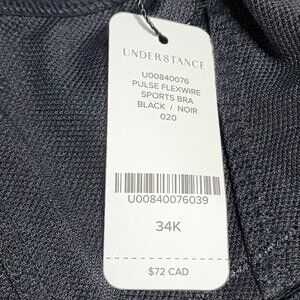 UNDERSTANCE
U00840076
PULSE FLEXWIRE
SPORTS BRA
BLACK / NOIR
020
U00840076039
34K
$72 CAD